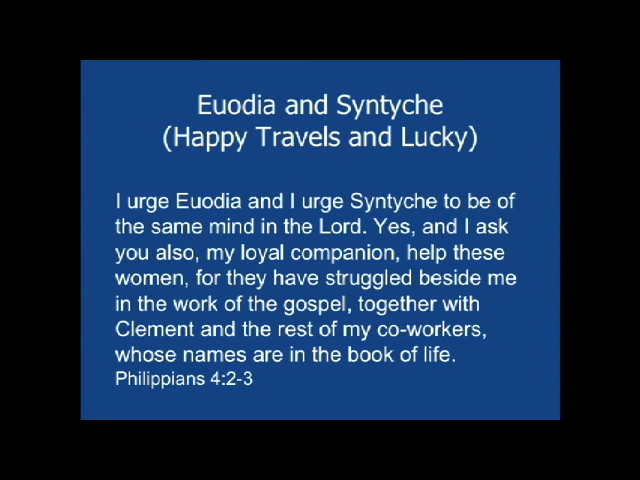 Euodia and Syntyche
(Happy Travels and Lucky)
I urge Euodia and I urge Syntyche to be of
the same mind in the Lord. Yes, and I ask
you also, my loyal companion, help these
women, for they have struggled beside me
in the work of the gospel, together with
Clement and the rest of my co-workers,
whose names are in the book of life.
Philippians 4:2-3